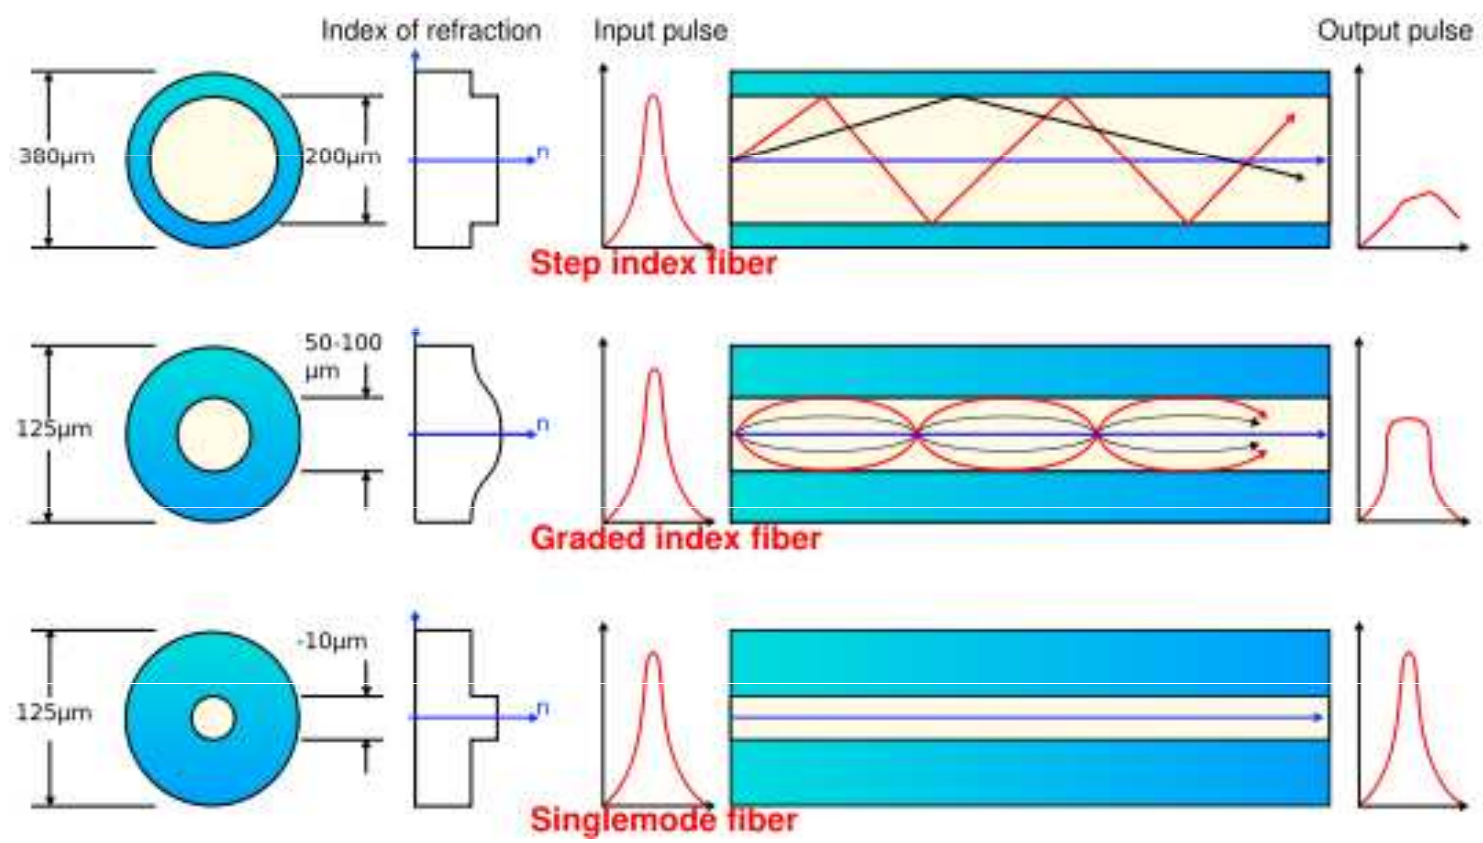 Index of refraction Input pulse Output pulse
380μm 200μm n
Step index fiber
50-100
μm
125μm n
Graded index fiber
-10μm
125μm n
Singlemode fiber